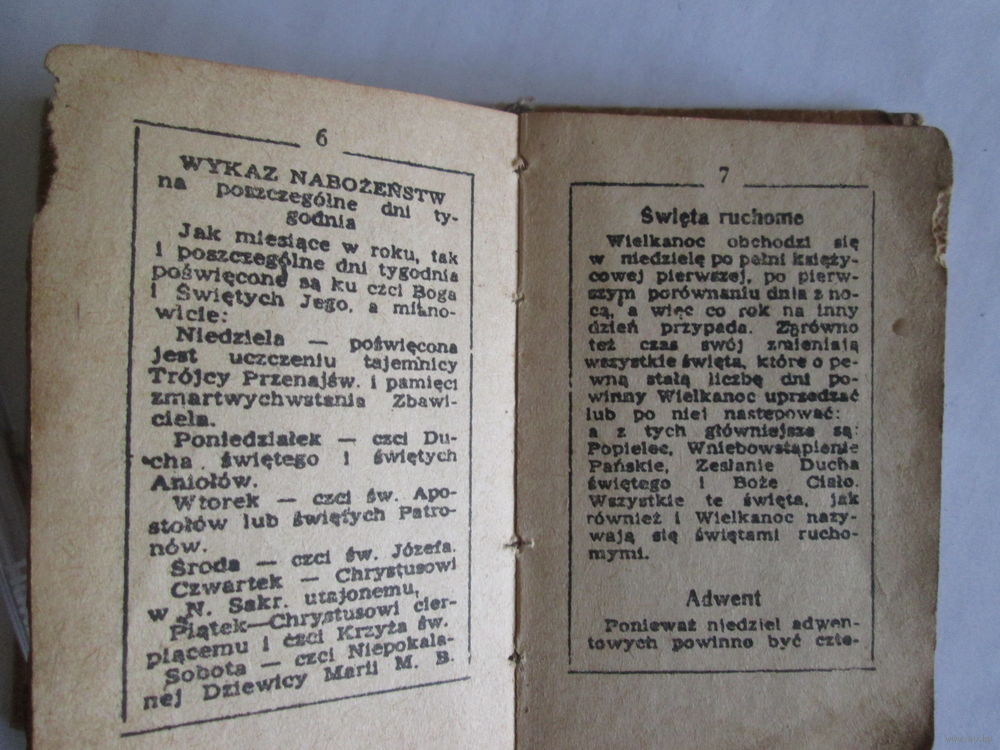 6
WYKAZ NABOŻEŃSTW
na poszczególne dni ty-
godnia
Jak miesiące w roku, tak
i poszczególne dni tygodnia
poświęcone są ku czci Boga
i Świętych Jego, a miano-
wicie:
Niedziela — poświęcona
jest uczczeniu tajemnicy
Trójcy Przenajśw. i pamięci
zmartwychwstania Zbawi-
ciela.
Poniedziałek — czci Du-
cha świętego i świętych
Aniołów.
Wtorek — czci św. Apo-
stołów lub świętych Patro-
nów.
Środa — czci św. Józefa.
Czwartek — Chrystusowi
w N. Sakr. utajonemu,
Piątek—Chrystusowi cier-
piącemu i czci Krzyża św.
Sobota — czci Niepokala-
nej Dziewicy Marii M. B.
7
Święta ruchome
Wielkanoc obchodzi się
w niedzielę po pełni księży-
cowej pierwszej, po pierw-
szym porównaniu dnia z no-
cą, a więc co rok na inny
dzień przypada. Zarówno
też czas swój zmieniają
wszystkie święta, które o pe-
wną stałą liczbę dni po-
winny Wielkanoc uprzedzać
lub po niej następować:
a z tych główniejsze są:
Popielec, Wniebowstąpienie
Pańskie, Zesłanie Ducha
świętego i Boże Ciało.
Wszystkie te święta, jak
również i Wielkanoc nazy-
wają się świętami rucho-
mymi.
Adwent
Ponieważ niedziel adwen-
towych powinno być czte-